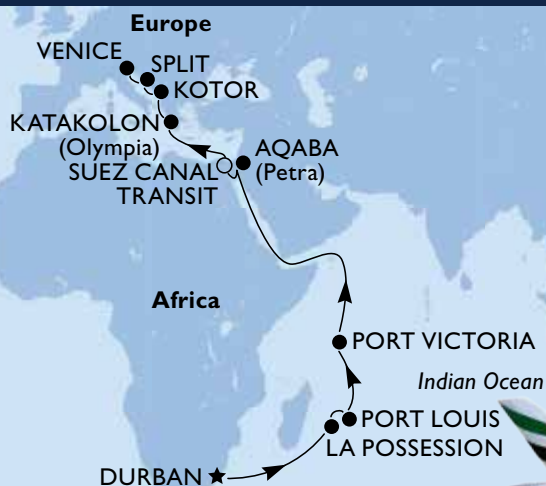 Europe
VENICE
SPLIT
KOTOR
KATAKOLON
(Olympia)
AQABA
(Petra)
SUEZ CANAL
TRANSIT
Africa
PORT VICTORIA
Indian Ocean
PORT LOUIS
LA POSSESSION
DURBAN